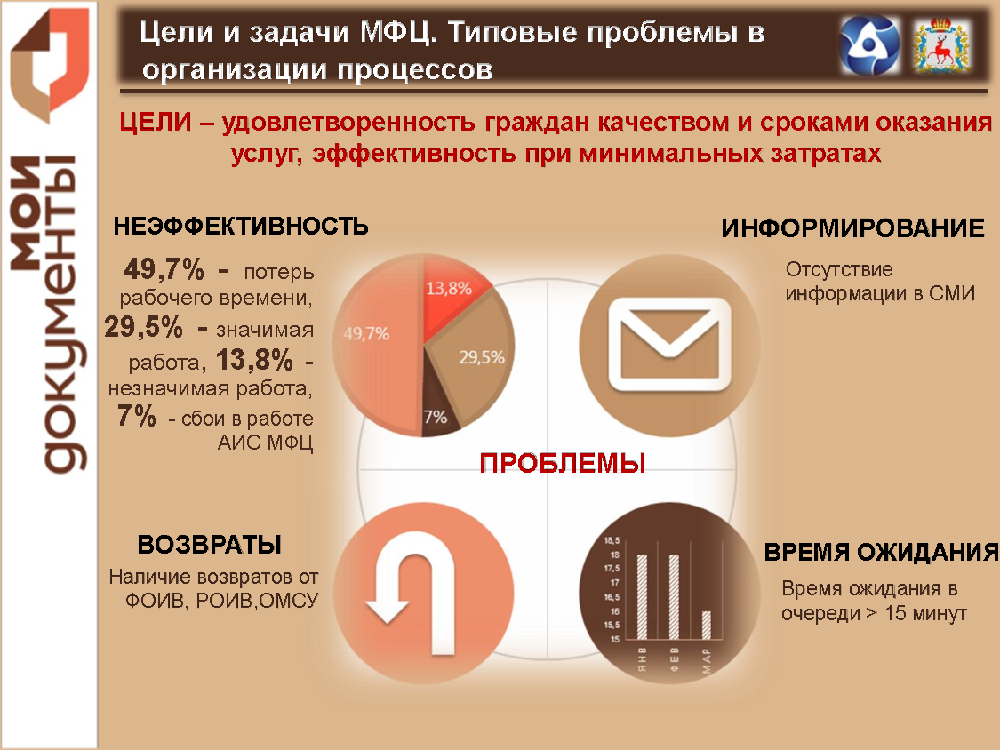 мои
документы
Цели и задачи МФЦ. Типовые проблемы в
организации процессов
ЦЕЛИ – удовлетворенность граждан качеством и сроками оказания
услуг, эффективность при минимальных затратах
НЕЭФФЕКТИВНОСТЬ
49,7% - потерь
рабочего времени,
29,5% - значимая
работа, 13,8% -
незначимая работа,
7% - сбои в работе
АИС МФЦ
13,8%
49,7%
29,5%
7%
ИНФОРМИРОВАНИЕ
Отсутствие
информации в СМИ
ПРОБЛЕМЫ
ВОЗВРАТЫ
Наличие возвратов от
ФОИВ, РОИВ,ОМСУ
18,5
18
17,5
17
16,5
16
15,5
15
ЯНВ
ФЕВ
МАР
ВРЕМЯ ОЖИДАНИЯ
Время ожидания в
очереди > 15 минут